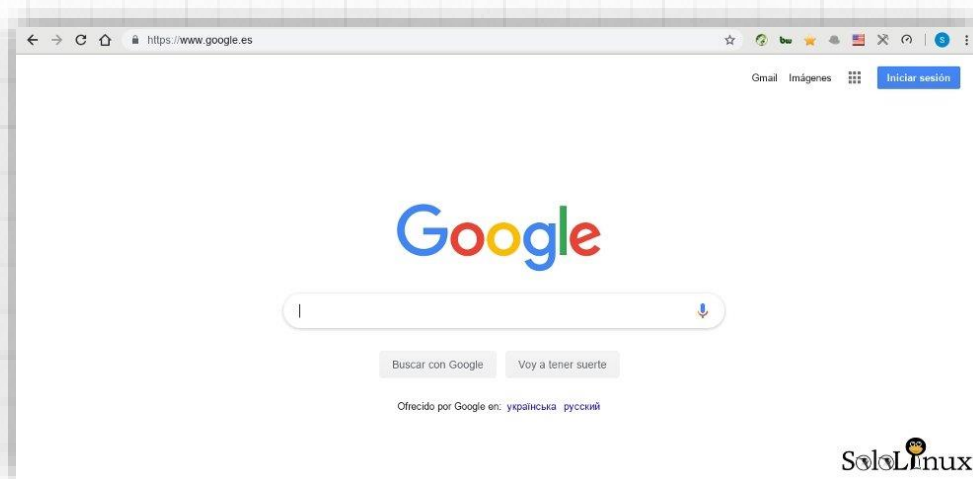 https://www.google.es
bw
S
Gmail Imágenes Iniciar sesión
Google
Buscar con Google Voy a tener suerte
Ofrecido por Google en: українська русский
SoloLinux